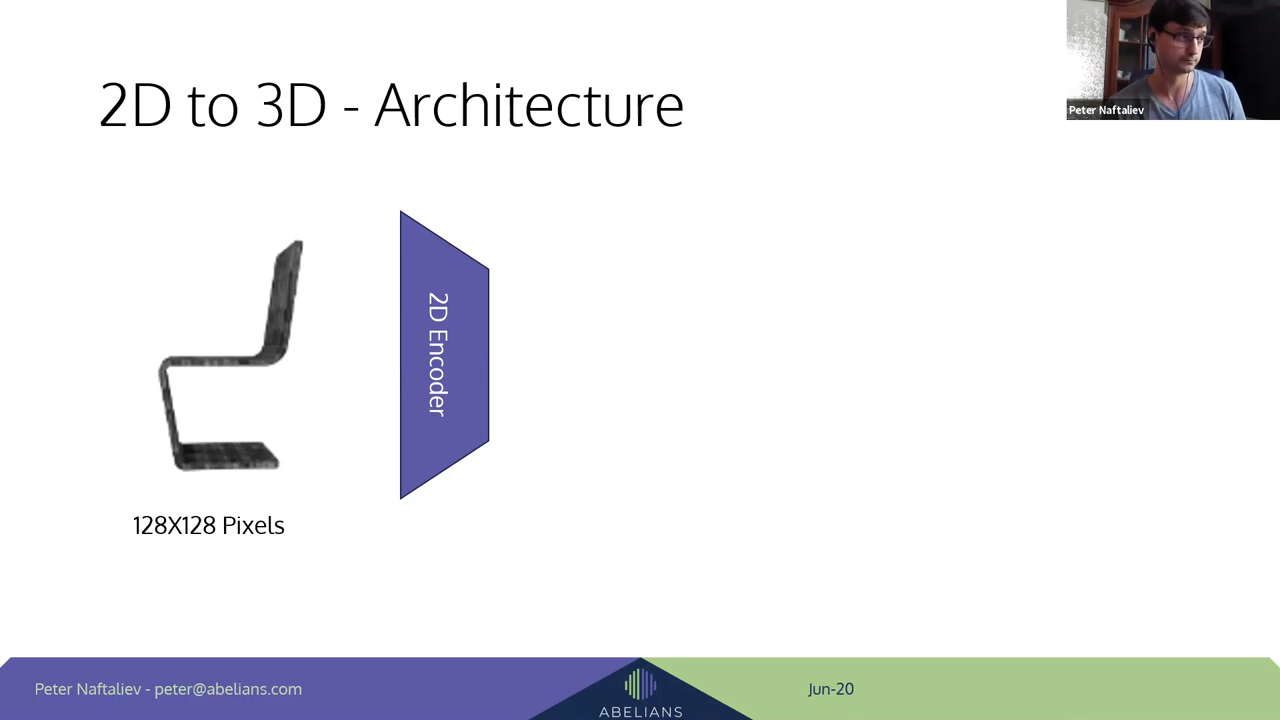 Peter Naftaliev
2D to 3D - Architecture
2D Encoder
128X128 Pixels
Peter Naftaliev - peter@abelians.com
ABELIANS
Jun-20